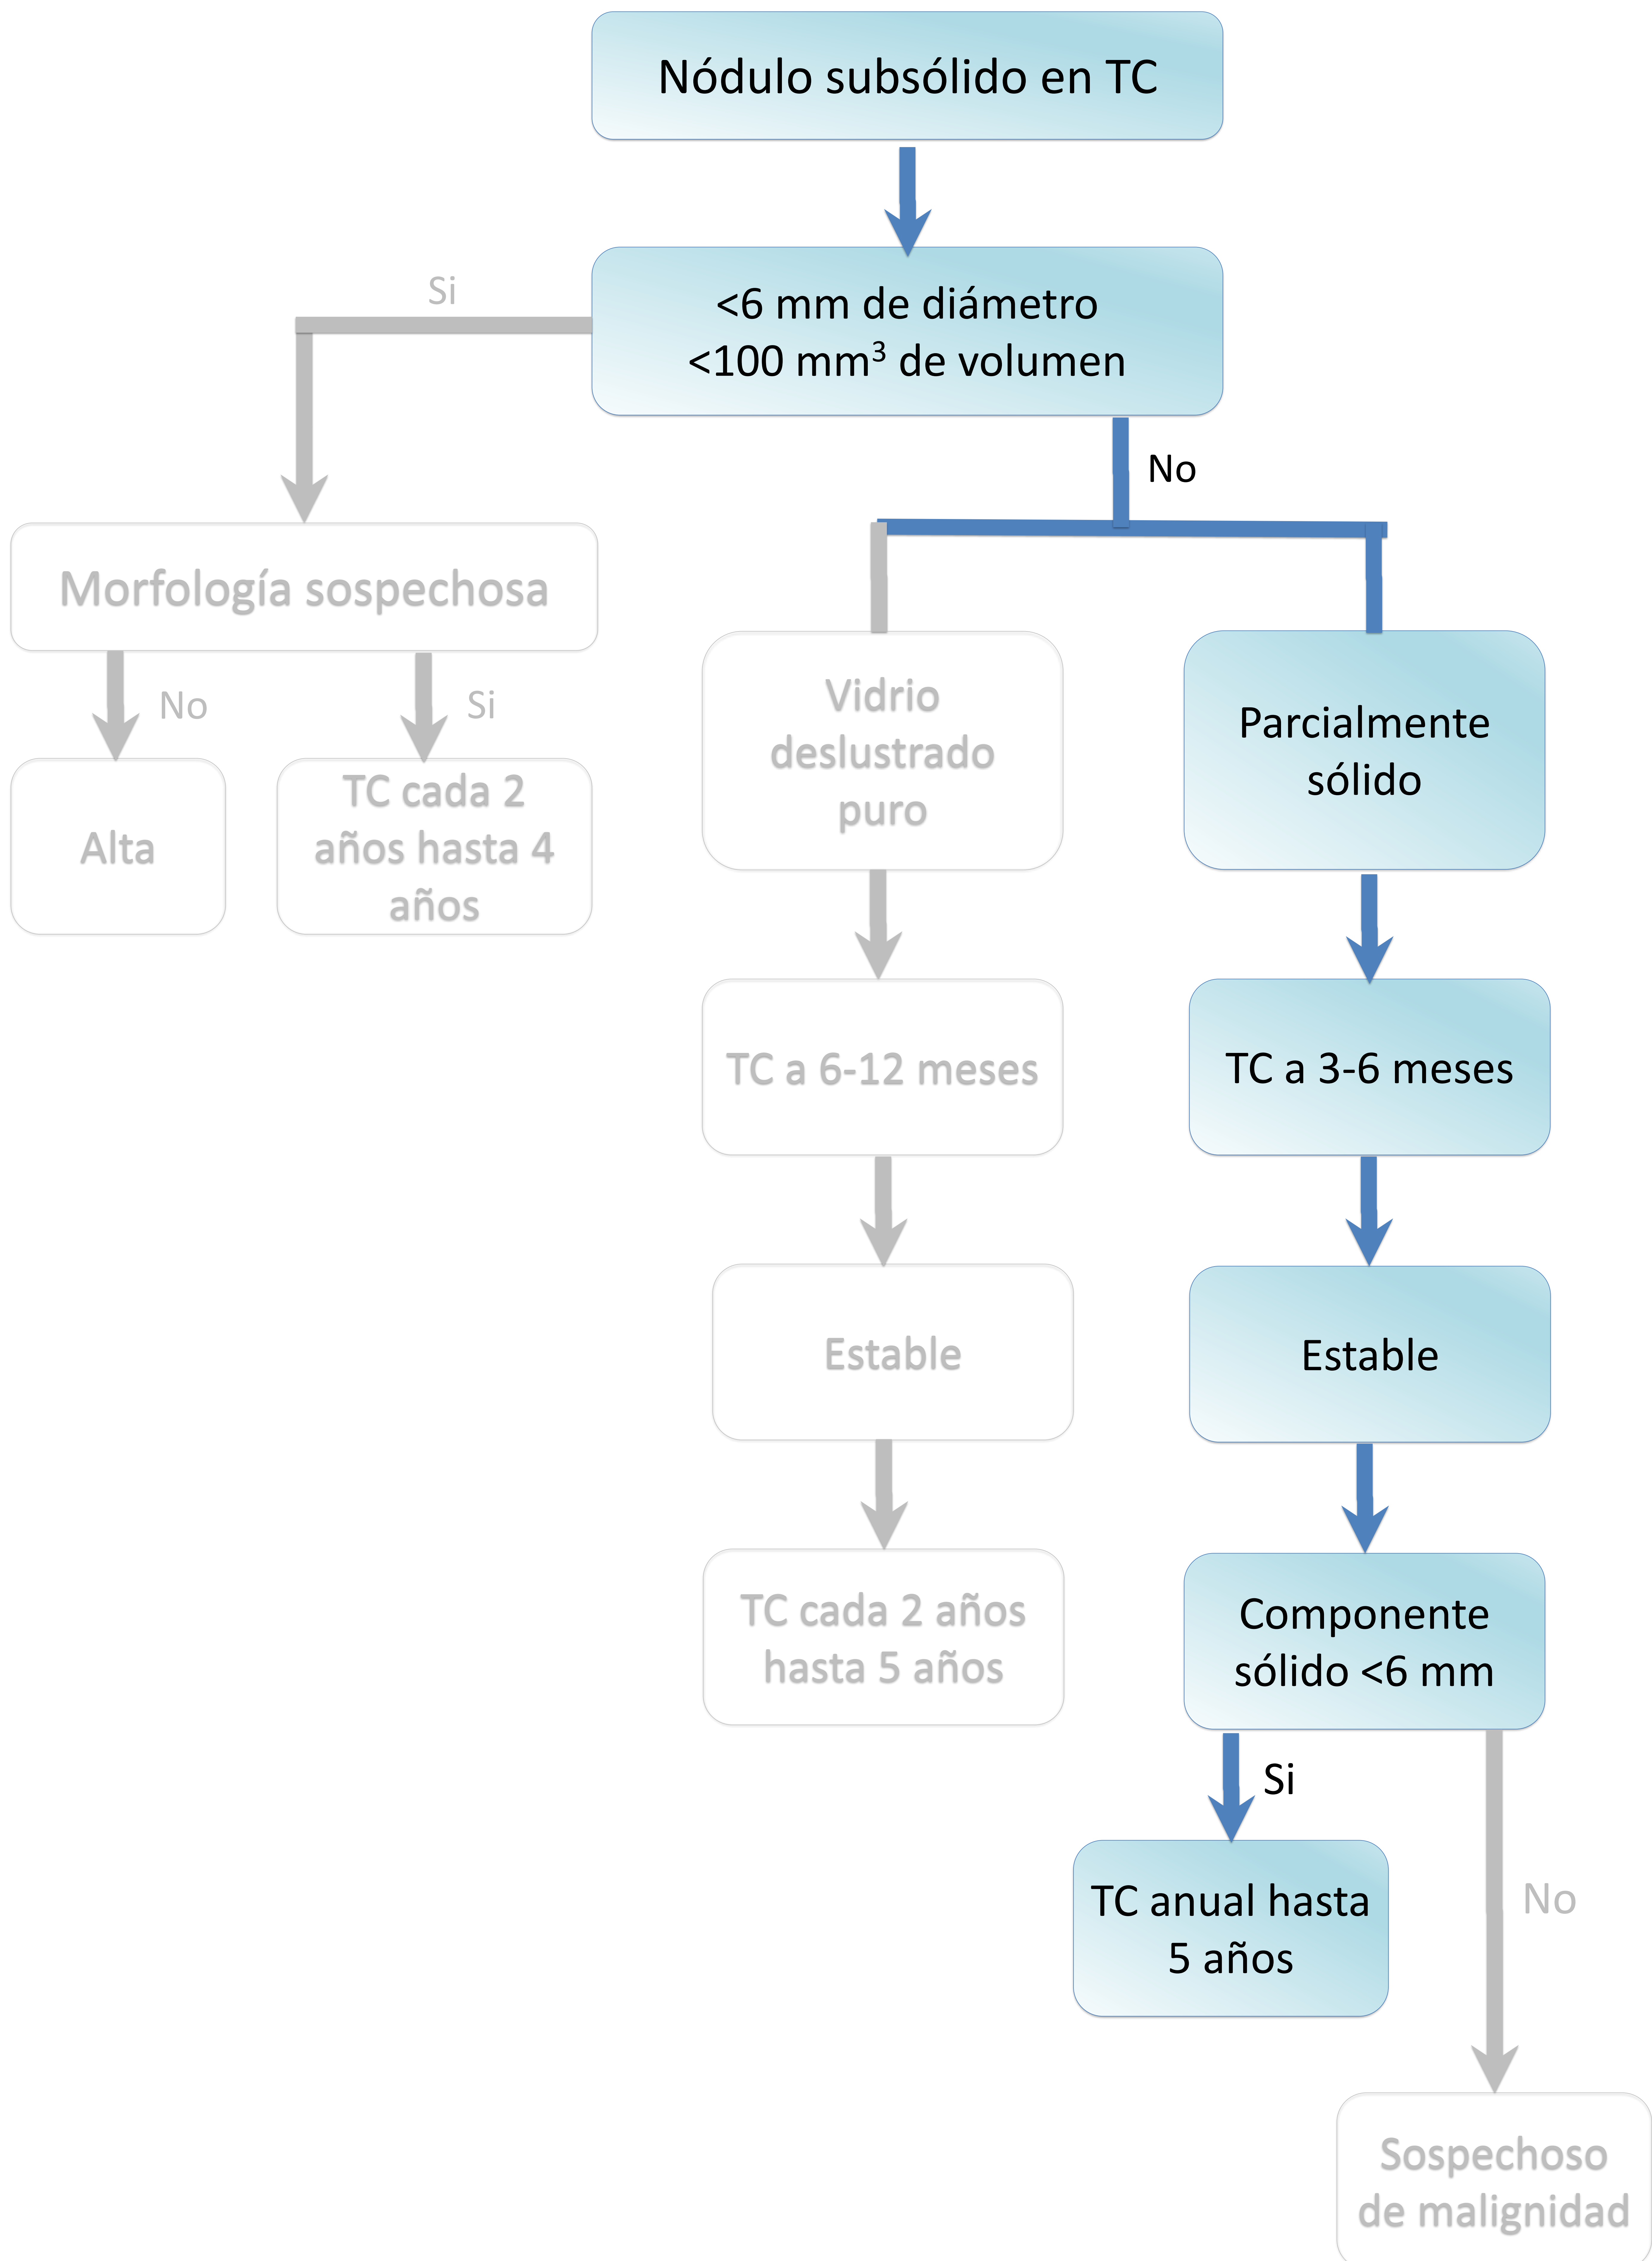 Nódulo subsólido en TC
<6 mm de diámetro
<100 mm³ de volumen
Si
No
Morfología sospechosa
No
Si
Alta
TC cada 2
años hasta 4
años
Vidrio
deslustrado
puro
Parcialmente
sólido
TC a 6-12 meses
TC a 3-6 meses
Estable
Estable
TC cada 2 años
hasta 5 años
Componente
sólido <6 mm
Si
No
TC anual hasta
5 años
Sospechoso
de malignidad